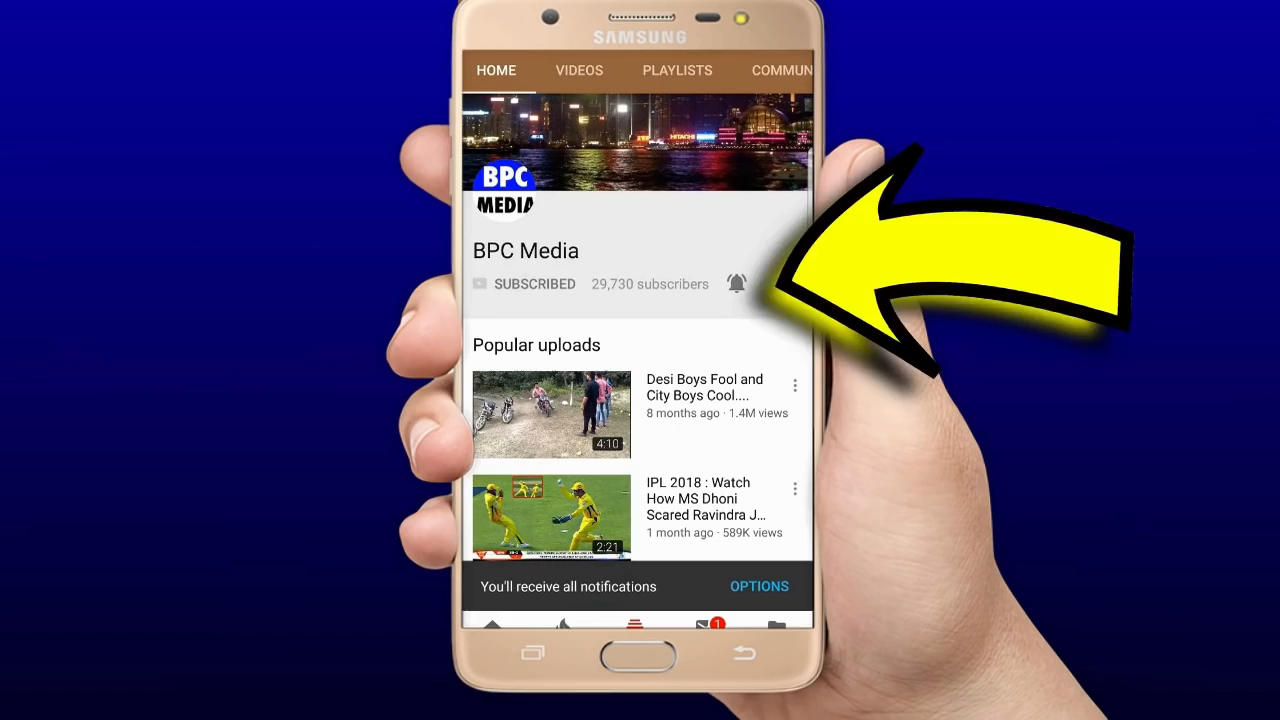 SAMSUNG
HOME VIDEOS PLAYLISTS COMMUN
HITACHI
BPC
MEDIA
BPC Media
SUBSCRIBED 29,730 subscribers
Popular uploads
Desi Boys Fool and
City Boys Cool....
8 months ago · 1.4M views
4:10
IPL 2018 : Watch
How MS Dhoni
Scared Ravindra J...
1 month ago · 589K views
2:21
You'll receive all notifications OPTIONS
1